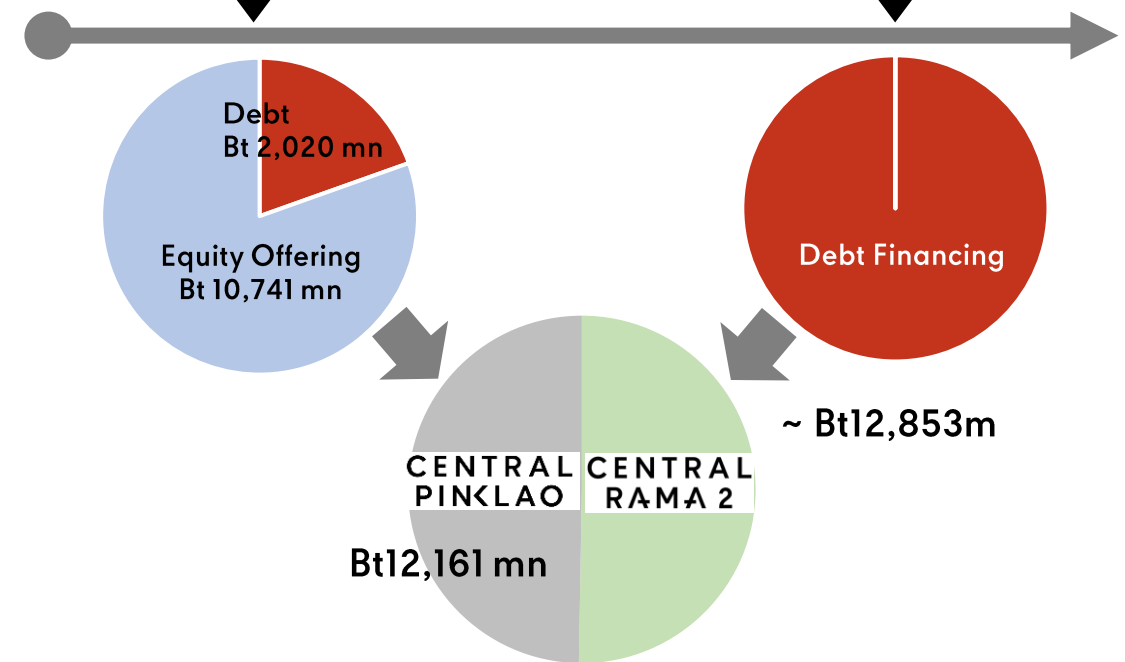 Debt
Bt 2,020 mn
Equity Offering
Bt 10,741 mn
Debt Financing
~ Bt12,853m
CENTRAL
PINKLAO
CENTRAL
RAMA 2
Bt12,161 mn